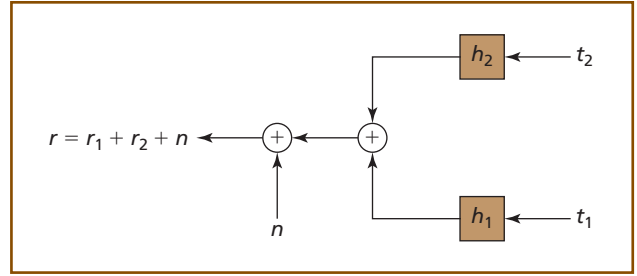 h₂
t₂
r = r₁ + r₂ + n
+
+
n
h₁
t₁